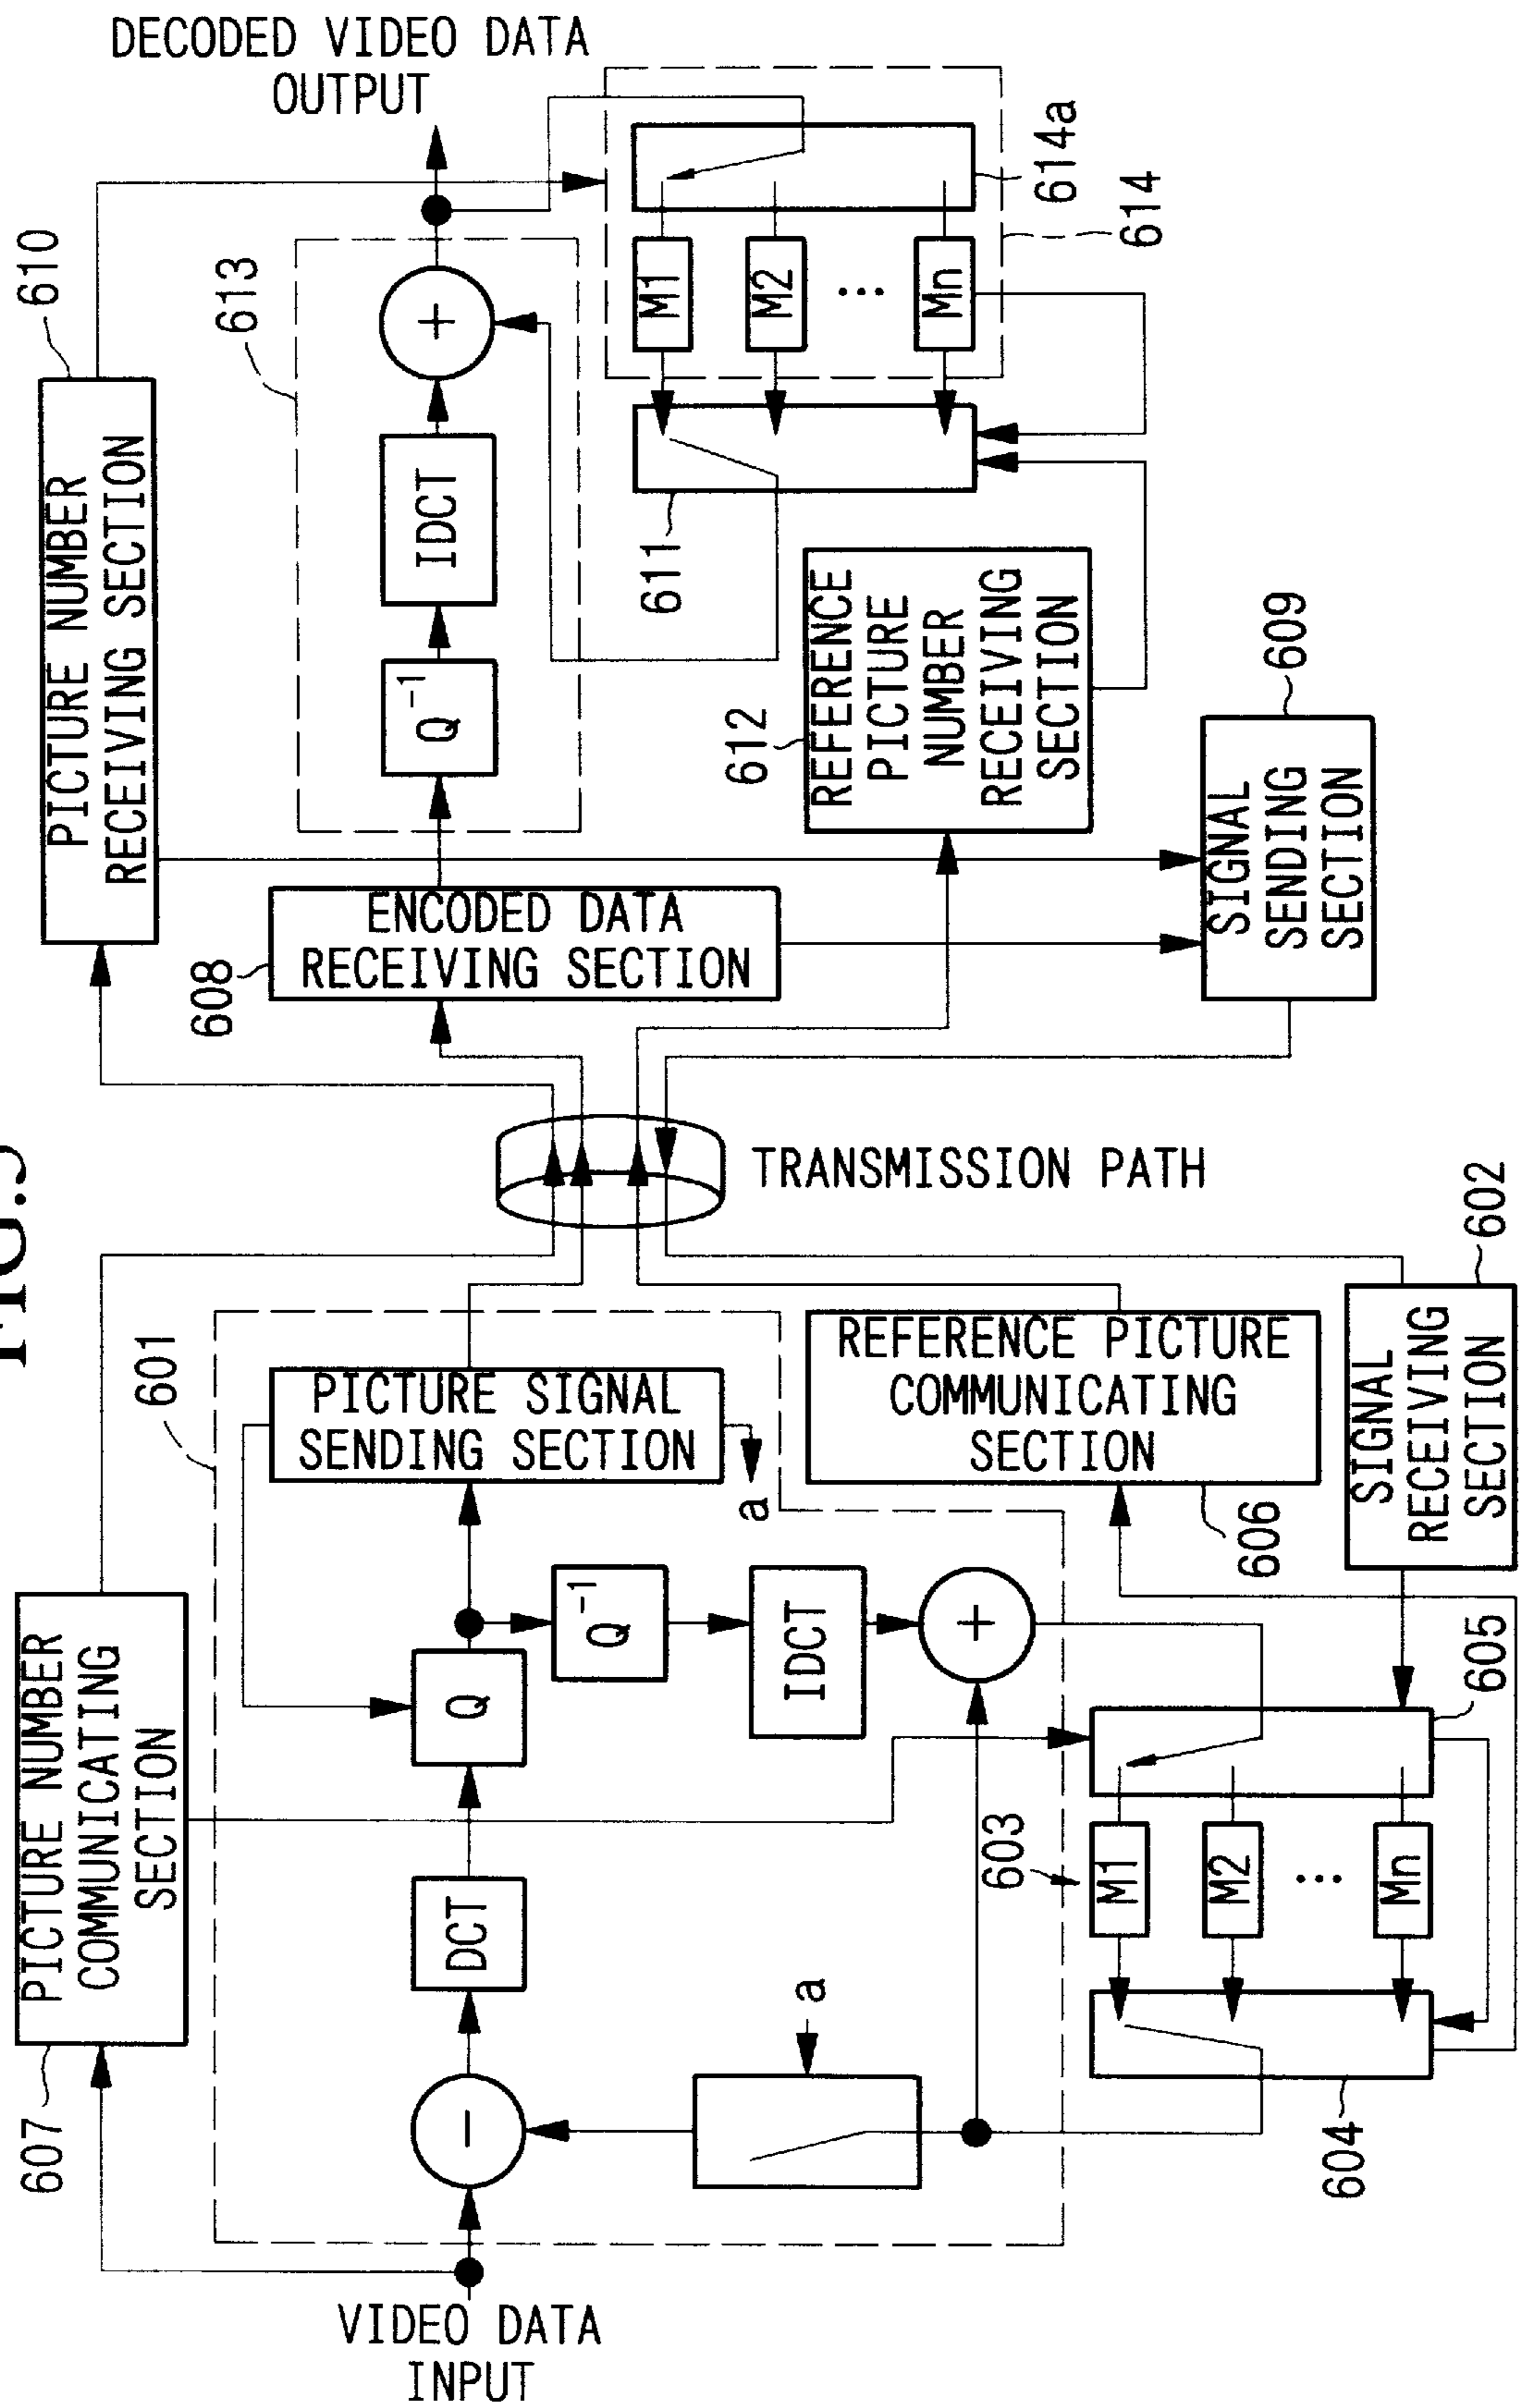 FIG.5
607
PICTURE NUMBER
COMMUNICATING
SECTION
601
VIDEO DATA
INPUT
−
DCT
Q
PICTURE SIGNAL
SENDING SECTION
a
Q⁻¹
IDCT
+
a
603
M1
M2
...
Mn
604
605
REFERENCE PICTURE
COMMUNICATING
SECTION
606
SIGNAL
RECEIVING
SECTION
602
TRANSMISSION PATH
610
PICTURE NUMBER
RECEIVING SECTION
608
ENCODED DATA
RECEIVING SECTION
613
Q⁻¹
IDCT
+
DECODED VIDEO DATA
OUTPUT
611
M1
M2
...
Mn
614a
614
612
REFERENCE
PICTURE
NUMBER
RECEIVING
SECTION
SIGNAL
SENDING
SECTION
609